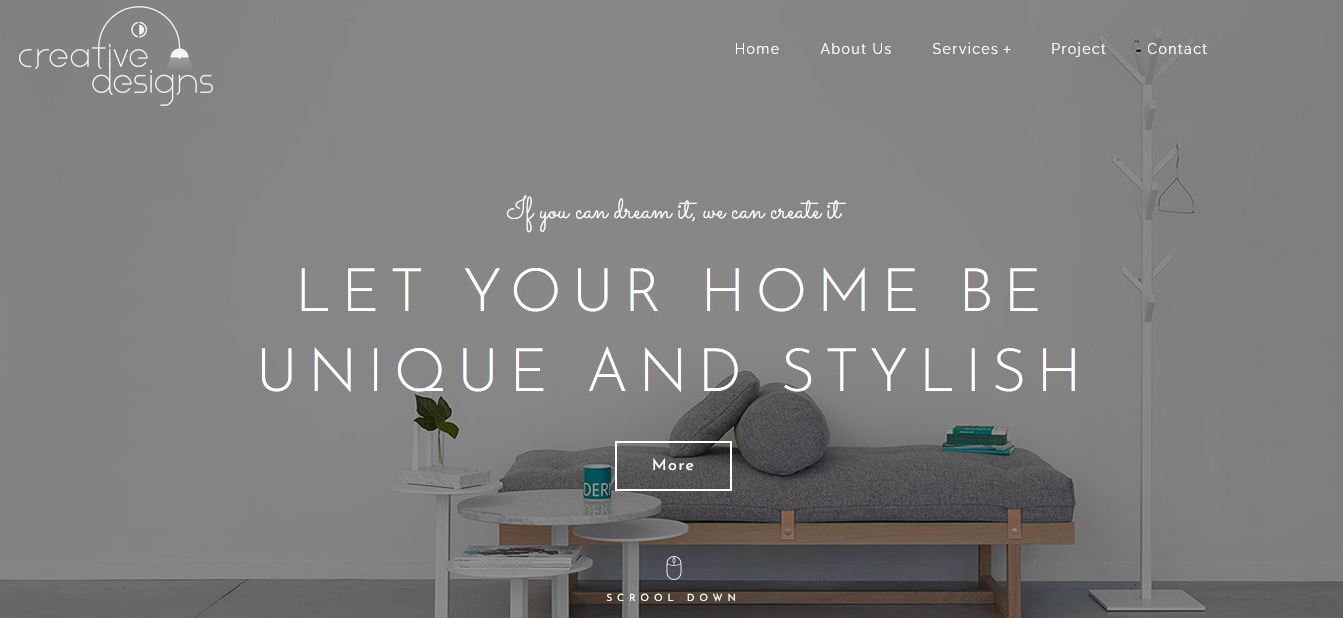 creative
designs
Home About Us Services + Project Contact
If you can dream it, we can create it
LET YOUR HOME BE
UNIQUE AND STYLISH
More
DER
SCROOL DOWN